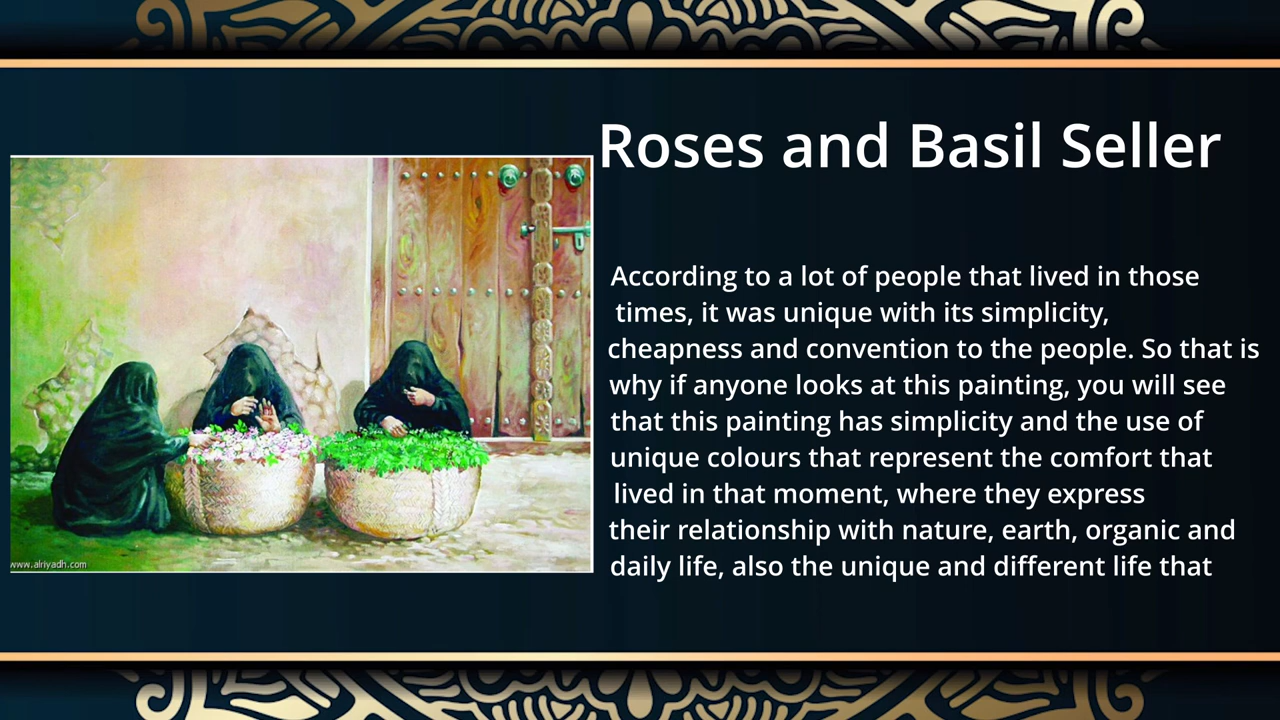 Roses and Basil Seller
According to a lot of people that lived in those
times, it was unique with its simplicity,
cheapness and convention to the people. So that is
why if anyone looks at this painting, you will see
that this painting has simplicity and the use of
unique colours that represent the comfort that
lived in that moment, where they express
their relationship with nature, earth, organic and
daily life, also the unique and different life that
www.alriyadh.com